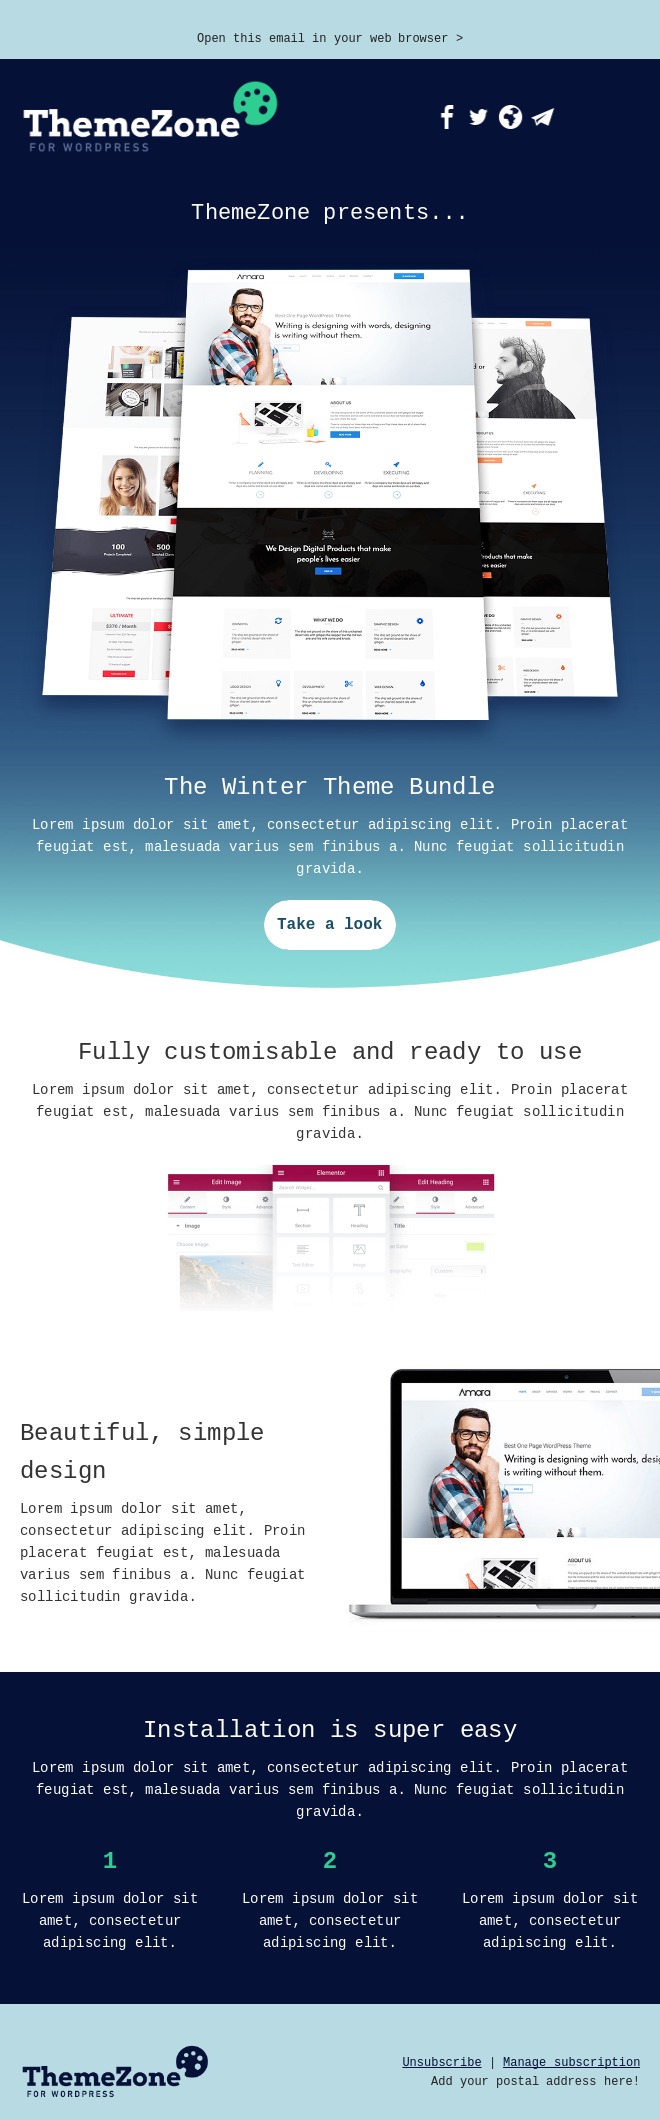 Open this email in your web browser >
ThemeZone
FOR WORDPRESS
ThemeZone presents...
Amara
Best One Page WordPress Theme
Writing is designing with words, designing
is writing without them.
ABOUT US
PLANNING
DEVELOPING
EXECUTING
We Design Digital Products that make
people's lives easier
WHAT WE DO
100
500
ULTIMATE
$370 / Month
EXECUTING
The Winter Theme Bundle
Lorem ipsum dolor sit amet, consectetur adipiscing elit. Proin placerat
feugiat est, malesuada varius sem finibus a. Nunc feugiat sollicitudin
gravida.
Take a look
Fully customisable and ready to use
Lorem ipsum dolor sit amet, consectetur adipiscing elit. Proin placerat
feugiat est, malesuada varius sem finibus a. Nunc feugiat sollicitudin
gravida.
Edit Image
Elementor
Edit Heading
Content Style Advanced
Search Widget...
Style Advanced
Image
Title
Choose Image
Section
Heading
Text Editor
Image
Custom
Amara
Best One Page WordPress Theme
Writing is designing with words, desig
is writing without them.
ABOUT US
Beautiful, simple
design
Lorem ipsum dolor sit amet,
consectetur adipiscing elit. Proin
placerat feugiat est, malesuada
varius sem finibus a. Nunc feugiat
sollicitudin gravida.
Installation is super easy
Lorem ipsum dolor sit amet, consectetur adipiscing elit. Proin placerat
feugiat est, malesuada varius sem finibus a. Nunc feugiat sollicitudin
gravida.
1
Lorem ipsum dolor sit
amet, consectetur
adipiscing elit.
2
Lorem ipsum dolor sit
amet, consectetur
adipiscing elit.
3
Lorem ipsum dolor sit
amet, consectetur
adipiscing elit.
ThemeZone
FOR WORDPRESS
Unsubscribe | Manage subscription
Add your postal address here!